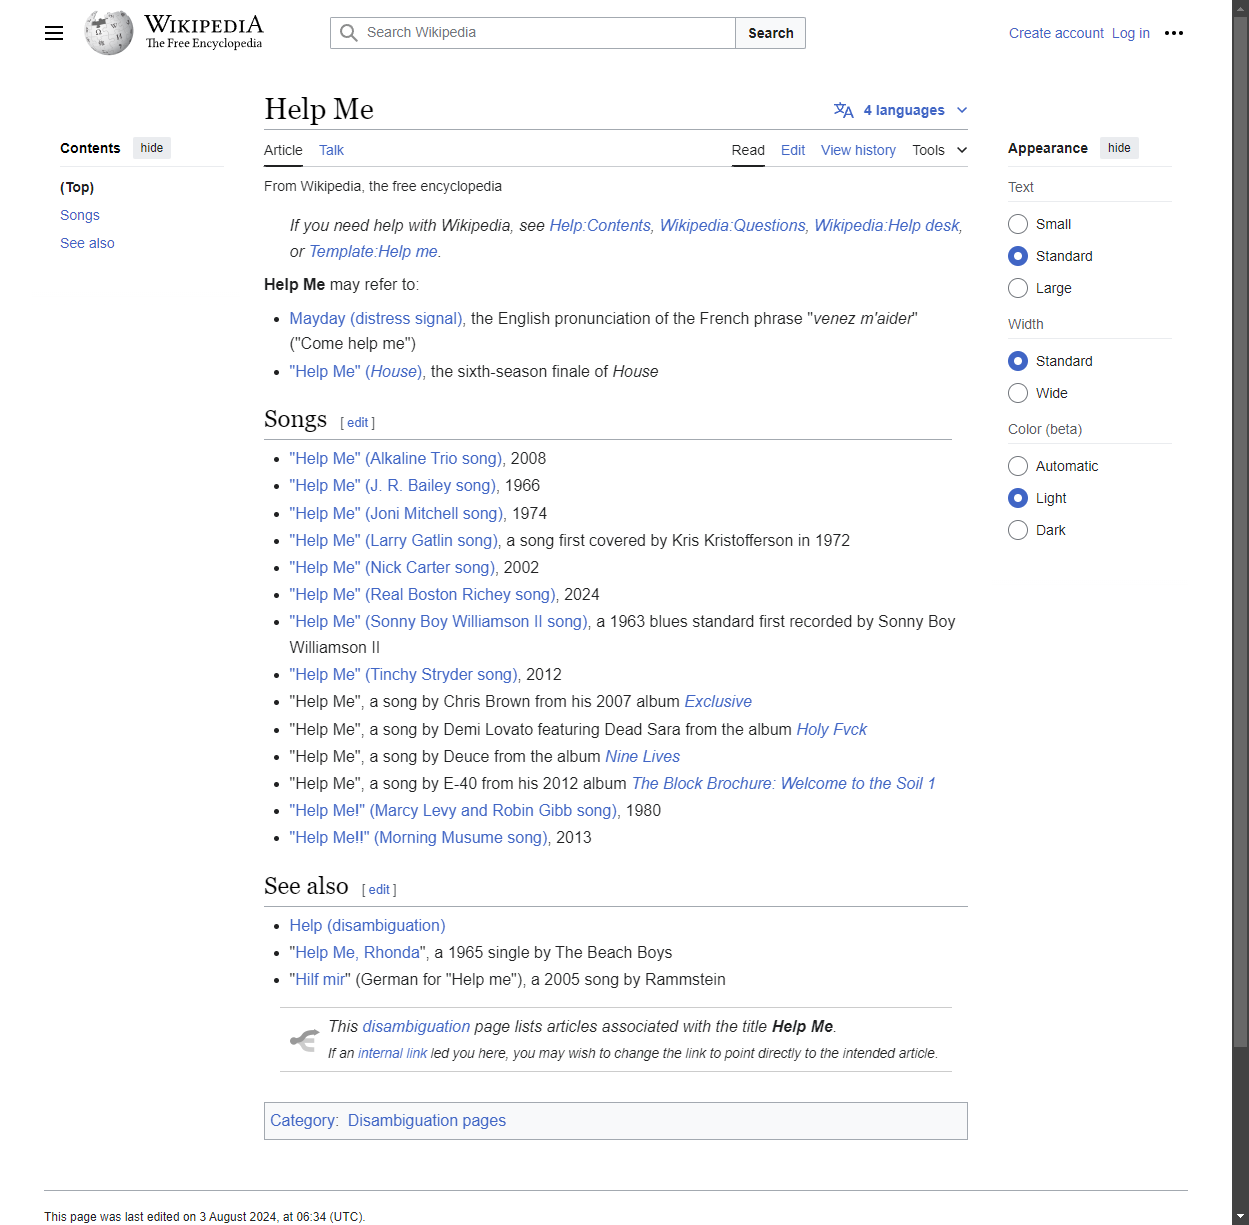 WIKIPEDIA
The Free Encyclopedia
Search Wikipedia
Search
Create account Log in
Help Me
4 languages
Contents hide
(Top)
Songs
See also
Article Talk
Read Edit View history Tools
From Wikipedia, the free encyclopedia
If you need help with Wikipedia, see Help:Contents, Wikipedia:Questions, Wikipedia:Help desk,
or Template:Help me.
Help Me may refer to:
• Mayday (distress signal), the English pronunciation of the French phrase "venez m'aider"
("Come help me")
• "Help Me" (House), the sixth-season finale of House
Songs [ edit ]
• "Help Me" (Alkaline Trio song), 2008
• "Help Me" (J. R. Bailey song), 1966
• "Help Me" (Joni Mitchell song), 1974
• "Help Me" (Larry Gatlin song), a song first covered by Kris Kristofferson in 1972
• "Help Me" (Nick Carter song), 2002
• "Help Me" (Real Boston Richey song), 2024
• "Help Me" (Sonny Boy Williamson II song), a 1963 blues standard first recorded by Sonny Boy
Williamson II
• "Help Me" (Tinchy Stryder song), 2012
• "Help Me", a song by Chris Brown from his 2007 album Exclusive
• "Help Me", a song by Demi Lovato featuring Dead Sara from the album Holy Fvck
• "Help Me", a song by Deuce from the album Nine Lives
• "Help Me", a song by E-40 from his 2012 album The Block Brochure: Welcome to the Soil 1
• "Help Me!" (Marcy Levy and Robin Gibb song), 1980
• "Help Me!!" (Morning Musume song), 2013
See also [ edit ]
• Help (disambiguation)
• "Help Me, Rhonda", a 1965 single by The Beach Boys
• "Hilf mir" (German for "Help me"), a 2005 song by Rammstein
This disambiguation page lists articles associated with the title Help Me.
If an internal link led you here, you may wish to change the link to point directly to the intended article.
Category: Disambiguation pages
Appearance hide
Text
Small
Standard
Large
Width
Standard
Wide
Color (beta)
Automatic
Light
Dark
This page was last edited on 3 August 2024, at 06:34 (UTC).